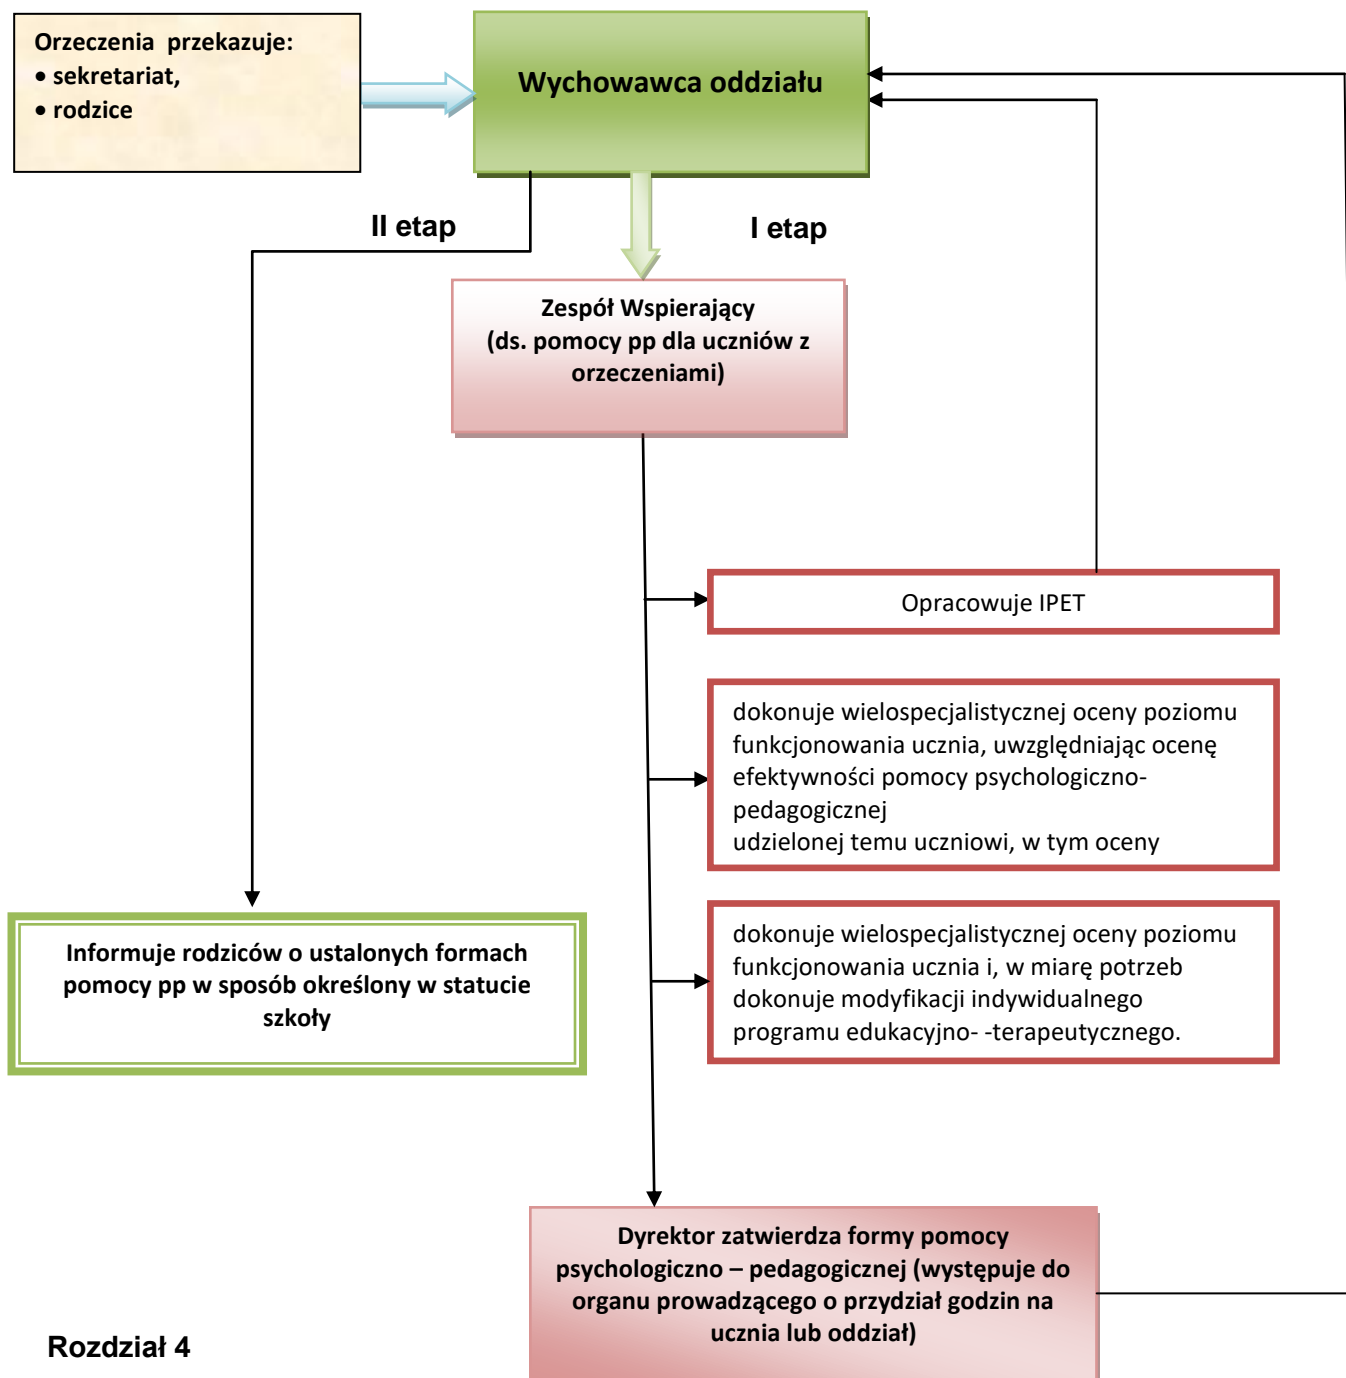 Orzeczenia przekazuje:
• sekretariat,
• rodzice
Wychowawca oddziału
II etap
I etap
Zespół Wspierający
(ds. pomocy pp dla uczniów z
orzeczeniami)
Opracowuje IPET
dokonuje wielospecjalistycznej oceny poziomu
funkcjonowania ucznia, uwzględniając ocenę
efektywności pomocy psychologiczno-
pedagogicznej
udzielonej temu uczniowi, w tym oceny
Informuje rodziców o ustalonych formach
pomocy pp w sposób określony w statucie
szkoły
dokonuje wielospecjalistycznej oceny poziomu
funkcjonowania ucznia i, w miarę potrzeb
dokonuje modyfikacji indywidualnego
programu edukacyjno- -terapeutycznego.
Dyrektor zatwierdza formy pomocy
psychologiczno – pedagogicznej (występuje do
organu prowadzącego o przydział godzin na
ucznia lub oddział)
Rozdział 4